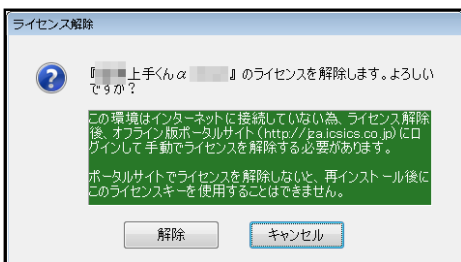 ライセンス解除
『 上手くんα 』のライセンスを解除します。よろしい
ですか?
この環境はインターネットに接続していない為、ライセンス解除
後、オフライン版ポータルサイト(http://za.icsics.co.jp)にロ
グインして手動でライセンスを解除する必要があります。
ポータルサイトでライセンスを解除しないと、再インストール後に
このライセンスキーを使用することはできません。
解除
キャンセル